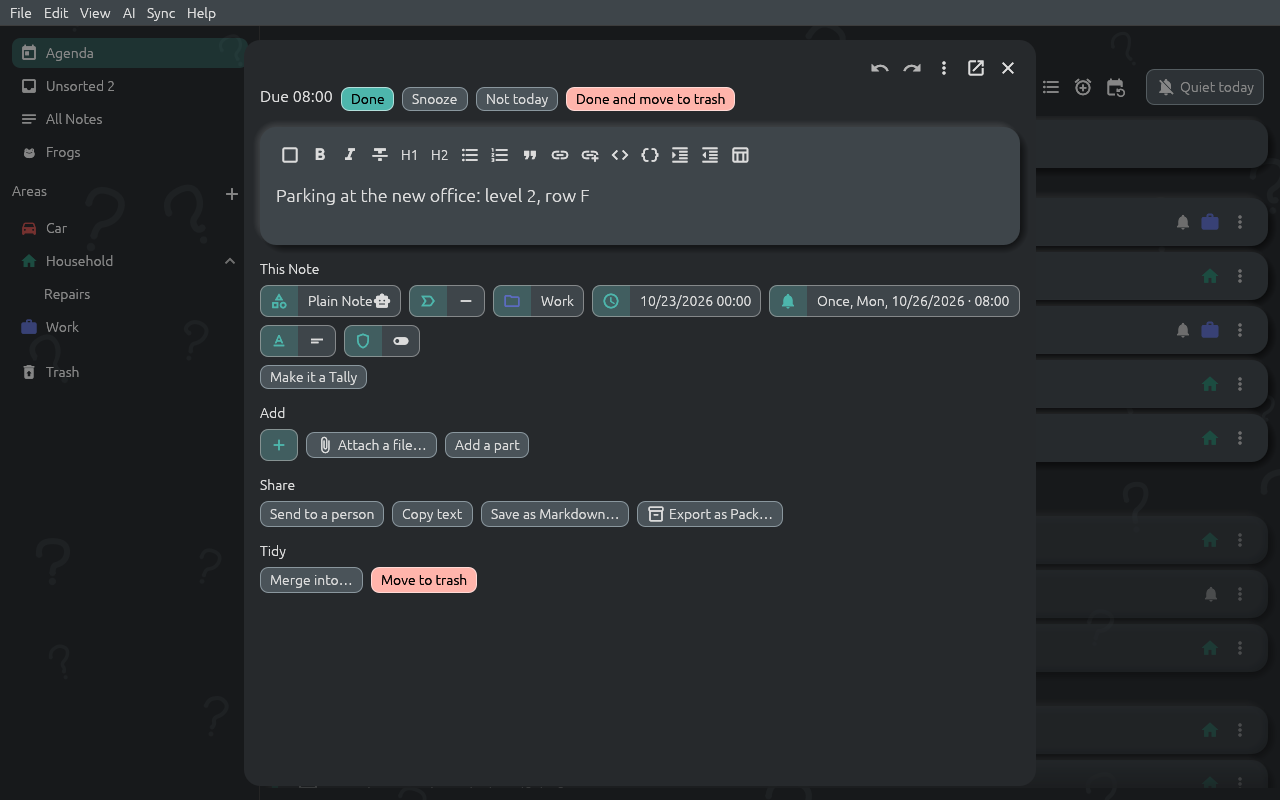 File Edit View AI Sync Help
Agenda
Unsorted 2
All Notes
Frogs
Areas
Car
Household
Repairs
Work
Trash
Quiet today
Due 08:00 Done Snooze Not today Done and move to trash
B I H1 H2
Parking at the new office: level 2, row F
This Note
Plain Note Work 10/23/2026 00:00 Once, Mon, 10/26/2026 · 08:00
Make it a Tally
Add
Attach a file… Add a part
Share
Send to a person Copy text Save as Markdown… Export as Pack…
Tidy
Merge into… Move to trash